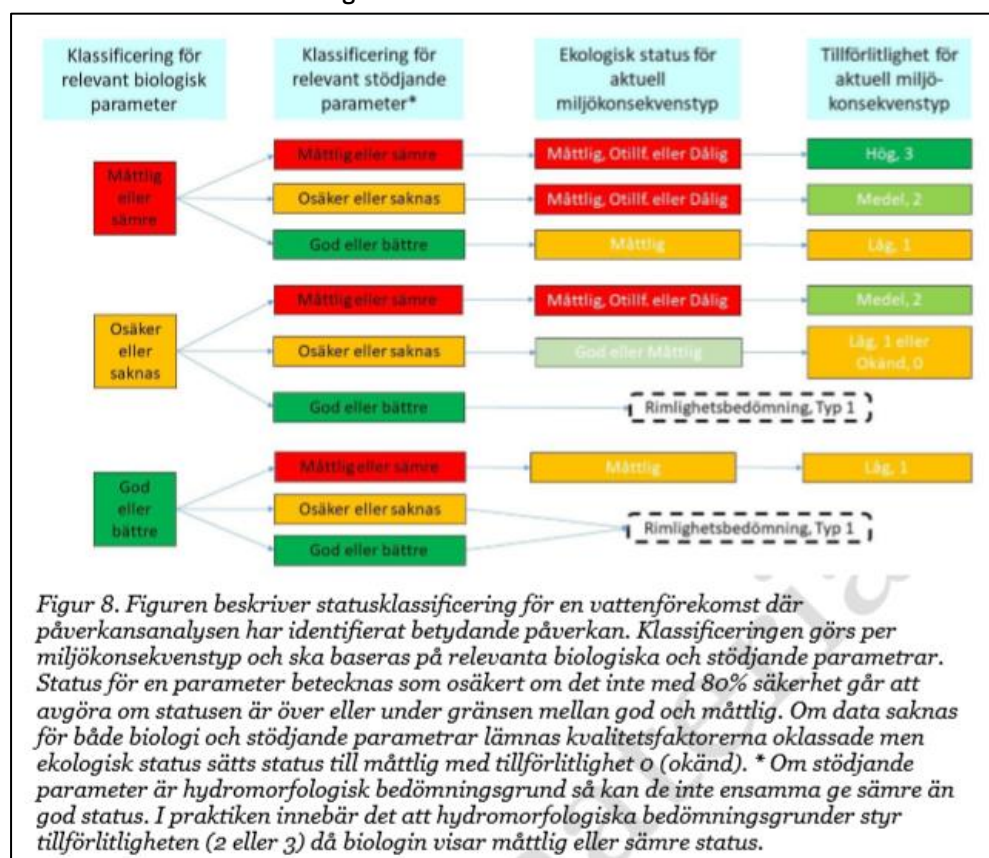 Klassificering för
relevant biologisk
parameter
Klassificering för
relevant stödjande
parameter*
Ekologisk status för
aktuell
miljökonsekvenstyp
Tillförlitlighet för
aktuell miljö-
konsekvenstyp
Måttlig
eller
sämre
Måttlig eller sämre
Måttlig, Otillf. eller Dålig
Hög, 3
Osäker eller saknas
Måttlig, Otillf. eller Dålig
Medel, 2
God eller bättre
Måttlig
Låg, 1
Osäker
eller
saknas
Måttlig eller sämre
Måttlig, Otillf. eller Dålig
Medel, 2
Osäker eller saknas
God eller Måttlig
Låg, 1 eller
Okänd, 0
God eller bättre
Rimlighetsbedömning, Typ 1
God
eller
bättre
Måttlig eller sämre
Måttlig
Låg, 1
Osäker eller saknas
God eller bättre
Rimlighetsbedömning, Typ 1
Figur 8. Figuren beskriver statusklassificering för en vattenförekomst där
påverkansanalysen har identifierat betydande påverkan. Klassificeringen görs per
miljökonsekvenstyp och ska baseras på relevanta biologiska och stödjande parametrar.
Status för en parameter betecknas som osäkert om det inte med 80% säkerhet går att
avgöra om statusen är över eller under gränsen mellan god och måttlig. Om data saknas
för både biologi och stödjande parametrar lämnas kvalitetsfaktorerna oklassade men
ekologisk status sätts status till måttlig med tillförlitlighet 0 (okänd). * Om stödjande
parameter är hydromorfologisk bedömningsgrund så kan de inte ensamma ge sämre än
god status. I praktiken innebär det att hydromorfologiska bedömningsgrunder styr
tillförlitligheten (2 eller 3) då biologin visar måttlig eller sämre status.